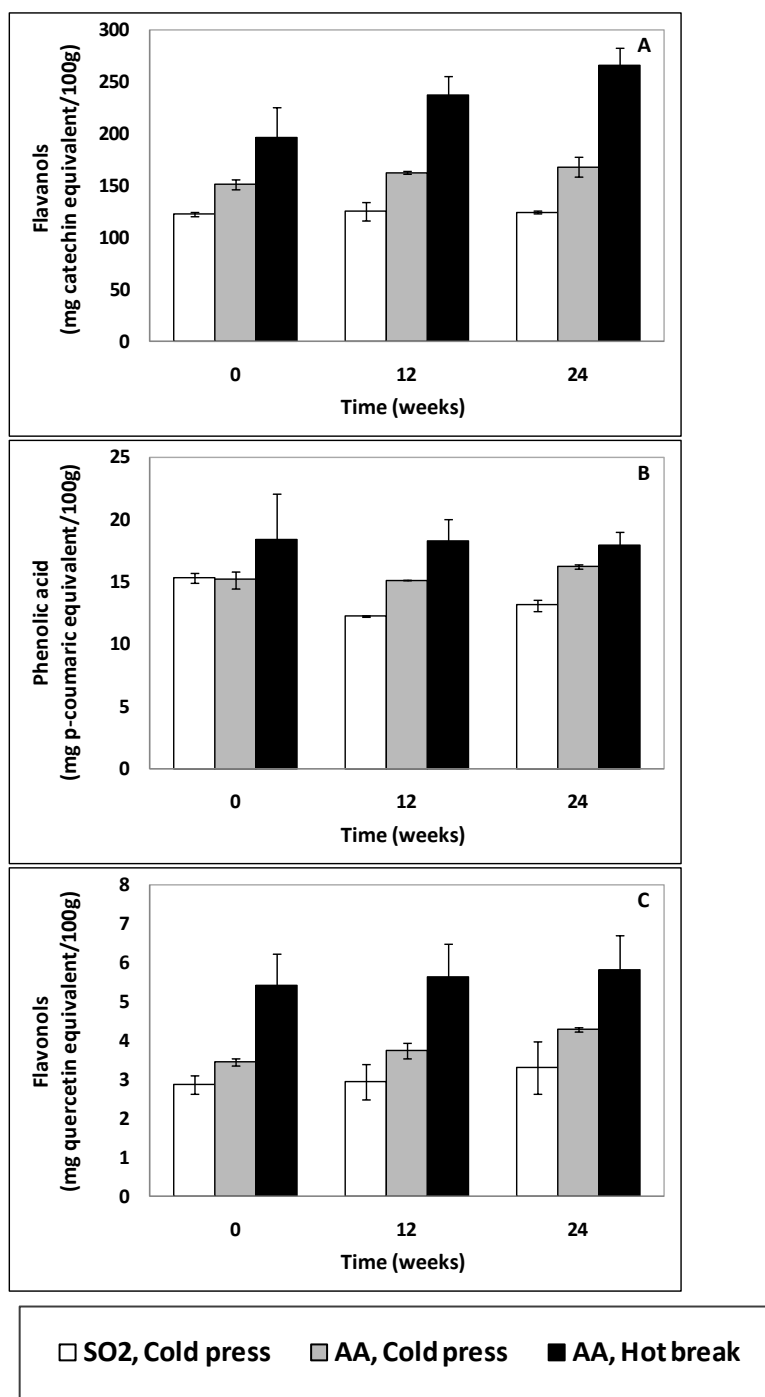 A
Flavanols
(mg catechin equivalent/100g)
300
250
200
150
100
50
0
0 12 24
Time (weeks)
B
Phenolic acid
(mg p-coumaric equivalent/100g)
25
20
15
10
5
0
0 12 24
Time (weeks)
C
Flavonols
(mg quercetin equivalent/100g)
8
7
6
5
4
3
2
1
0
0 12 24
Time (weeks)
SO2, Cold press AA, Cold press AA, Hot break